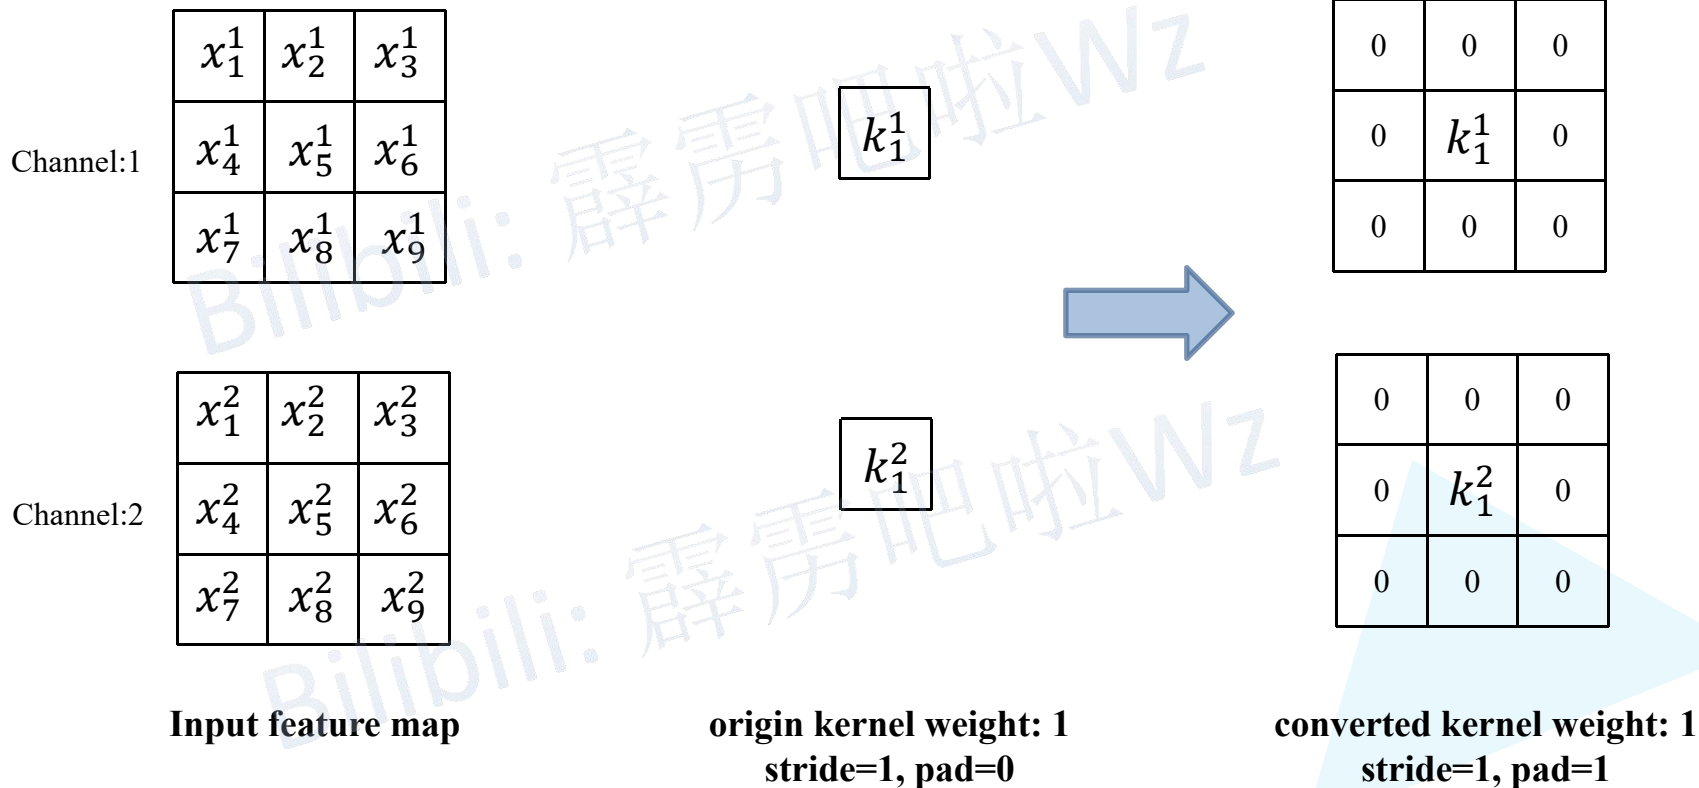 Channel:1
x₁¹ x₂¹ x₃¹
x₄¹ x₅¹ x₆¹
x₇¹ x₈¹ x₉¹
k₁¹
0 0 0
0 k₁¹ 0
0 0 0
Bilibili: 霹雳吧啦Wz
Channel:2
x₁² x₂² x₃²
x₄² x₅² x₆²
x₇² x₈² x₉²
k₁²
0 0 0
0 k₁² 0
0 0 0
Bilibili: 霹雳吧啦Wz
Input feature map
origin kernel weight: 1
stride=1, pad=0
converted kernel weight: 1
stride=1, pad=1